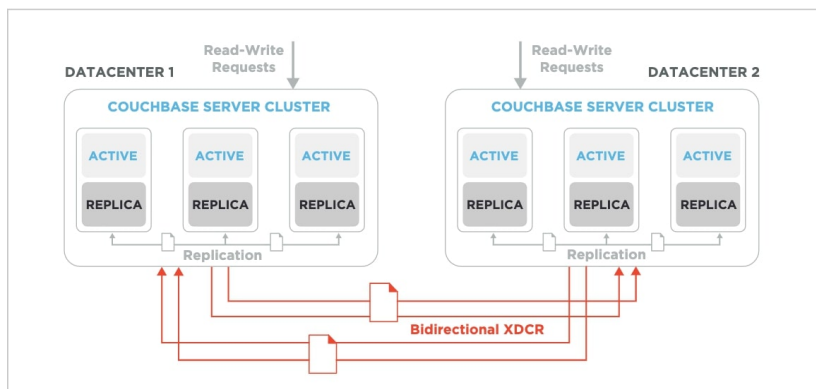 Read-Write
Requests
Read-Write
Requests
DATACENTER 1
DATACENTER 2
COUCHBASE SERVER CLUSTER
COUCHBASE SERVER CLUSTER
ACTIVE
ACTIVE
ACTIVE
ACTIVE
ACTIVE
ACTIVE
REPLICA
REPLICA
REPLICA
REPLICA
REPLICA
REPLICA
Replication
Replication
Bidirectional XDCR